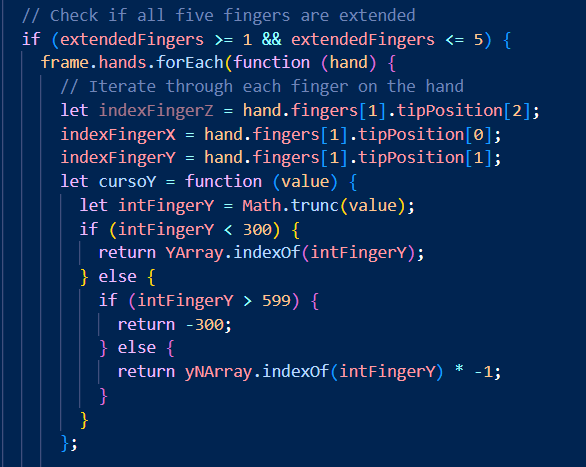 // Check if all five fingers are extended
if (extendedFingers >= 1 && extendedFingers <= 5) {
frame.hands.forEach(function (hand) {
// Iterate through each finger on the hand
let indexFingerZ = hand.fingers[1].tipPosition[2];
indexFingerX = hand.fingers[1].tipPosition[0];
indexFingerY = hand.fingers[1].tipPosition[1];
let cursoY = function (value) {
let intFingerY = Math.trunc(value);
if (intFingerY < 300) {
return YArray.indexOf(intFingerY);
} else {
if (intFingerY > 599) {
return -300;
} else {
return yNArray.indexOf(intFingerY) * -1;
}
}
};